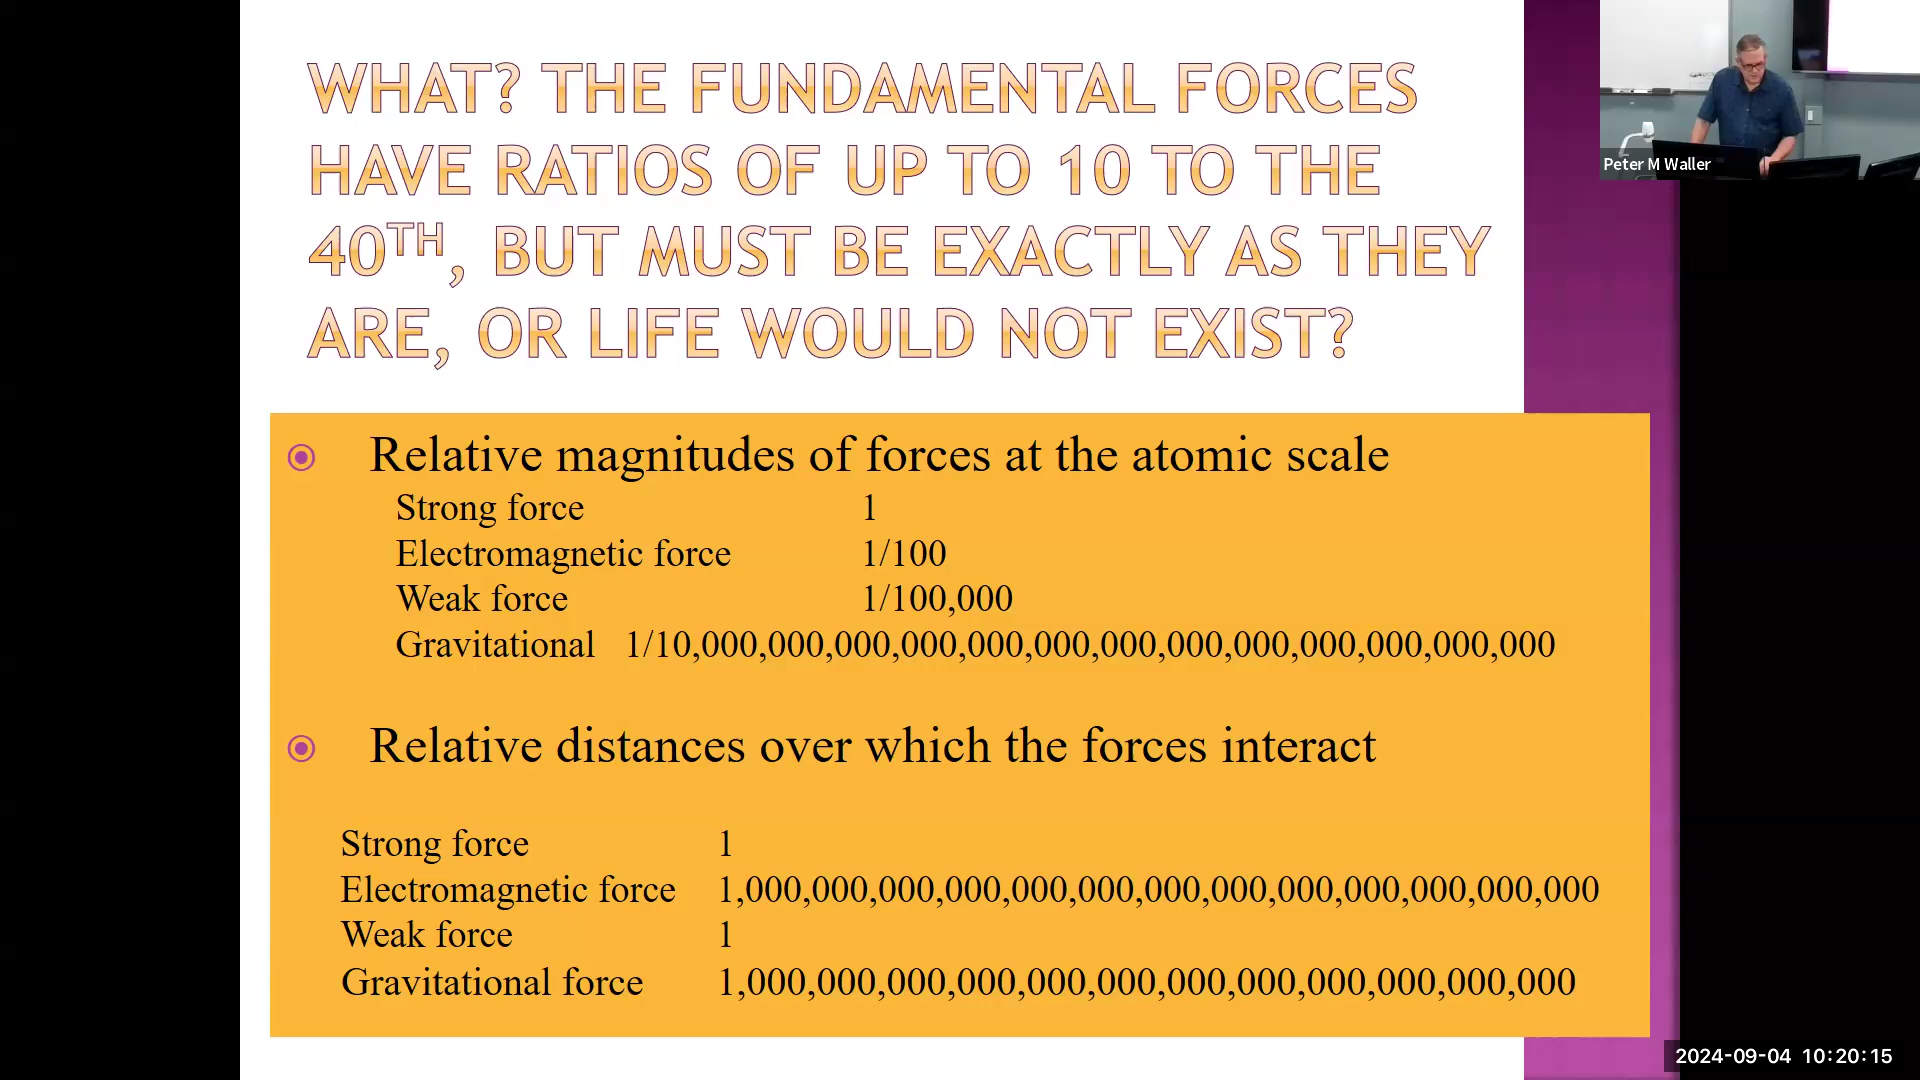 WHAT? THE FUNDAMENTAL FORCES
HAVE RATIOS OF UP TO 10 TO THE
40TH, BUT MUST BE EXACTLY AS THEY
ARE, OR LIFE WOULD NOT EXIST?
Peter M Waller
Relative magnitudes of forces at the atomic scale
Strong force 1
Electromagnetic force 1/100
Weak force 1/100,000
Gravitational 1/10,000,000,000,000,000,000,000,000,000,000,000,000,000
Relative distances over which the forces interact
Strong force 1
Electromagnetic force 1,000,000,000,000,000,000,000,000,000,000,000,000,000
Weak force 1
Gravitational force 1,000,000,000,000,000,000,000,000,000,000,000,000
2024-09-04 10:20:15